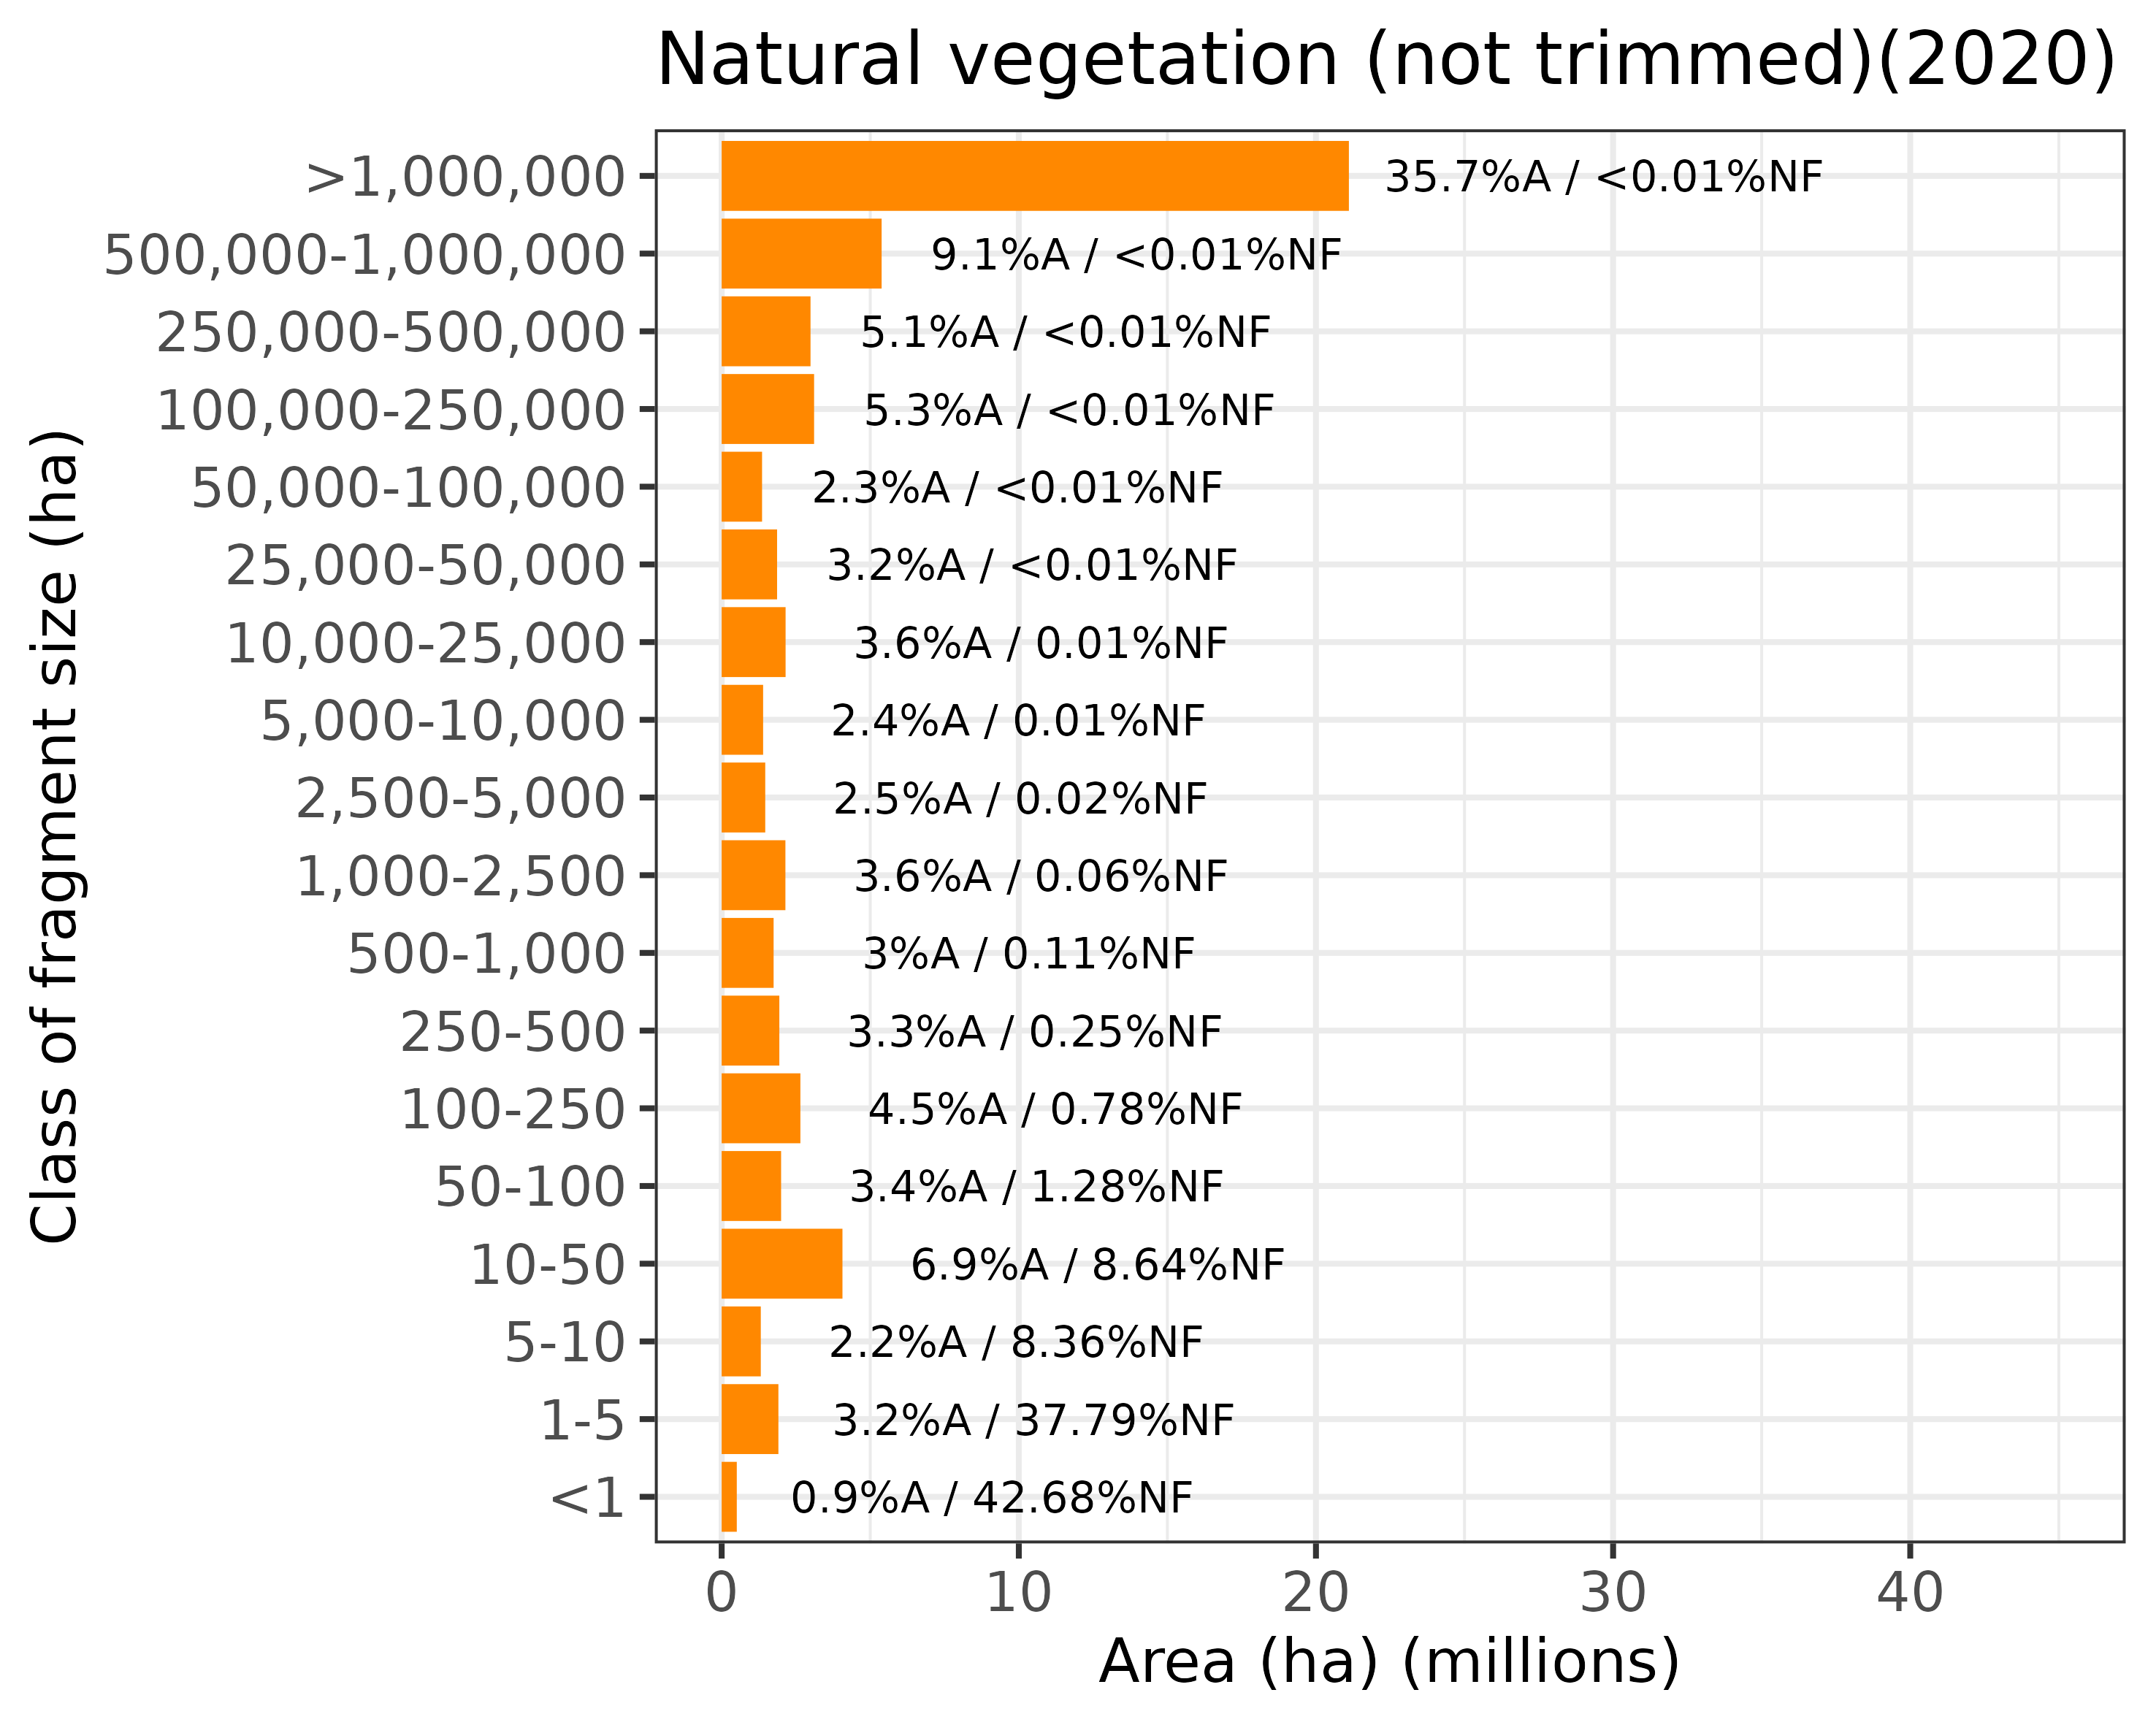 Natural vegetation (not trimmed)(2020)
Class of fragment size (ha)
>1,000,000 35.7%A / <0.01%NF
500,000-1,000,000 9.1%A / <0.01%NF
250,000-500,000 5.1%A / <0.01%NF
100,000-250,000 5.3%A / <0.01%NF
50,000-100,000 2.3%A / <0.01%NF
25,000-50,000 3.2%A / <0.01%NF
10,000-25,000 3.6%A / 0.01%NF
5,000-10,000 2.4%A / 0.01%NF
2,500-5,000 2.5%A / 0.02%NF
1,000-2,500 3.6%A / 0.06%NF
500-1,000 3%A / 0.11%NF
250-500 3.3%A / 0.25%NF
100-250 4.5%A / 0.78%NF
50-100 3.4%A / 1.28%NF
10-50 6.9%A / 8.64%NF
5-10 2.2%A / 8.36%NF
1-5 3.2%A / 37.79%NF
<1 0.9%A / 42.68%NF
0 10 20 30 40
Area (ha) (millions)